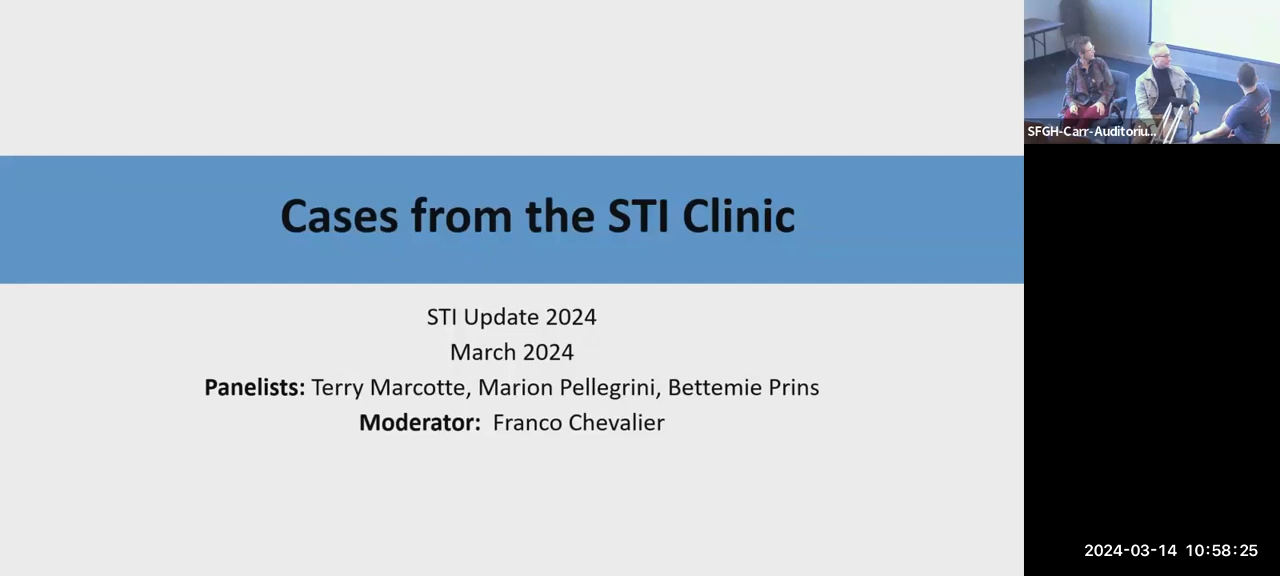 Cases from the STI Clinic
STI Update 2024
March 2024
Panelists: Terry Marcotte, Marion Pellegrini, Bettemie Prins
Moderator: Franco Chevalier
SFGH-Carr-Auditoriu...
2024-03-14 10:58:25